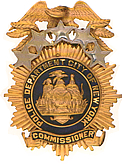 POLICE DEPARTMENT CITY OF NEW YORK
COMMISSIONER